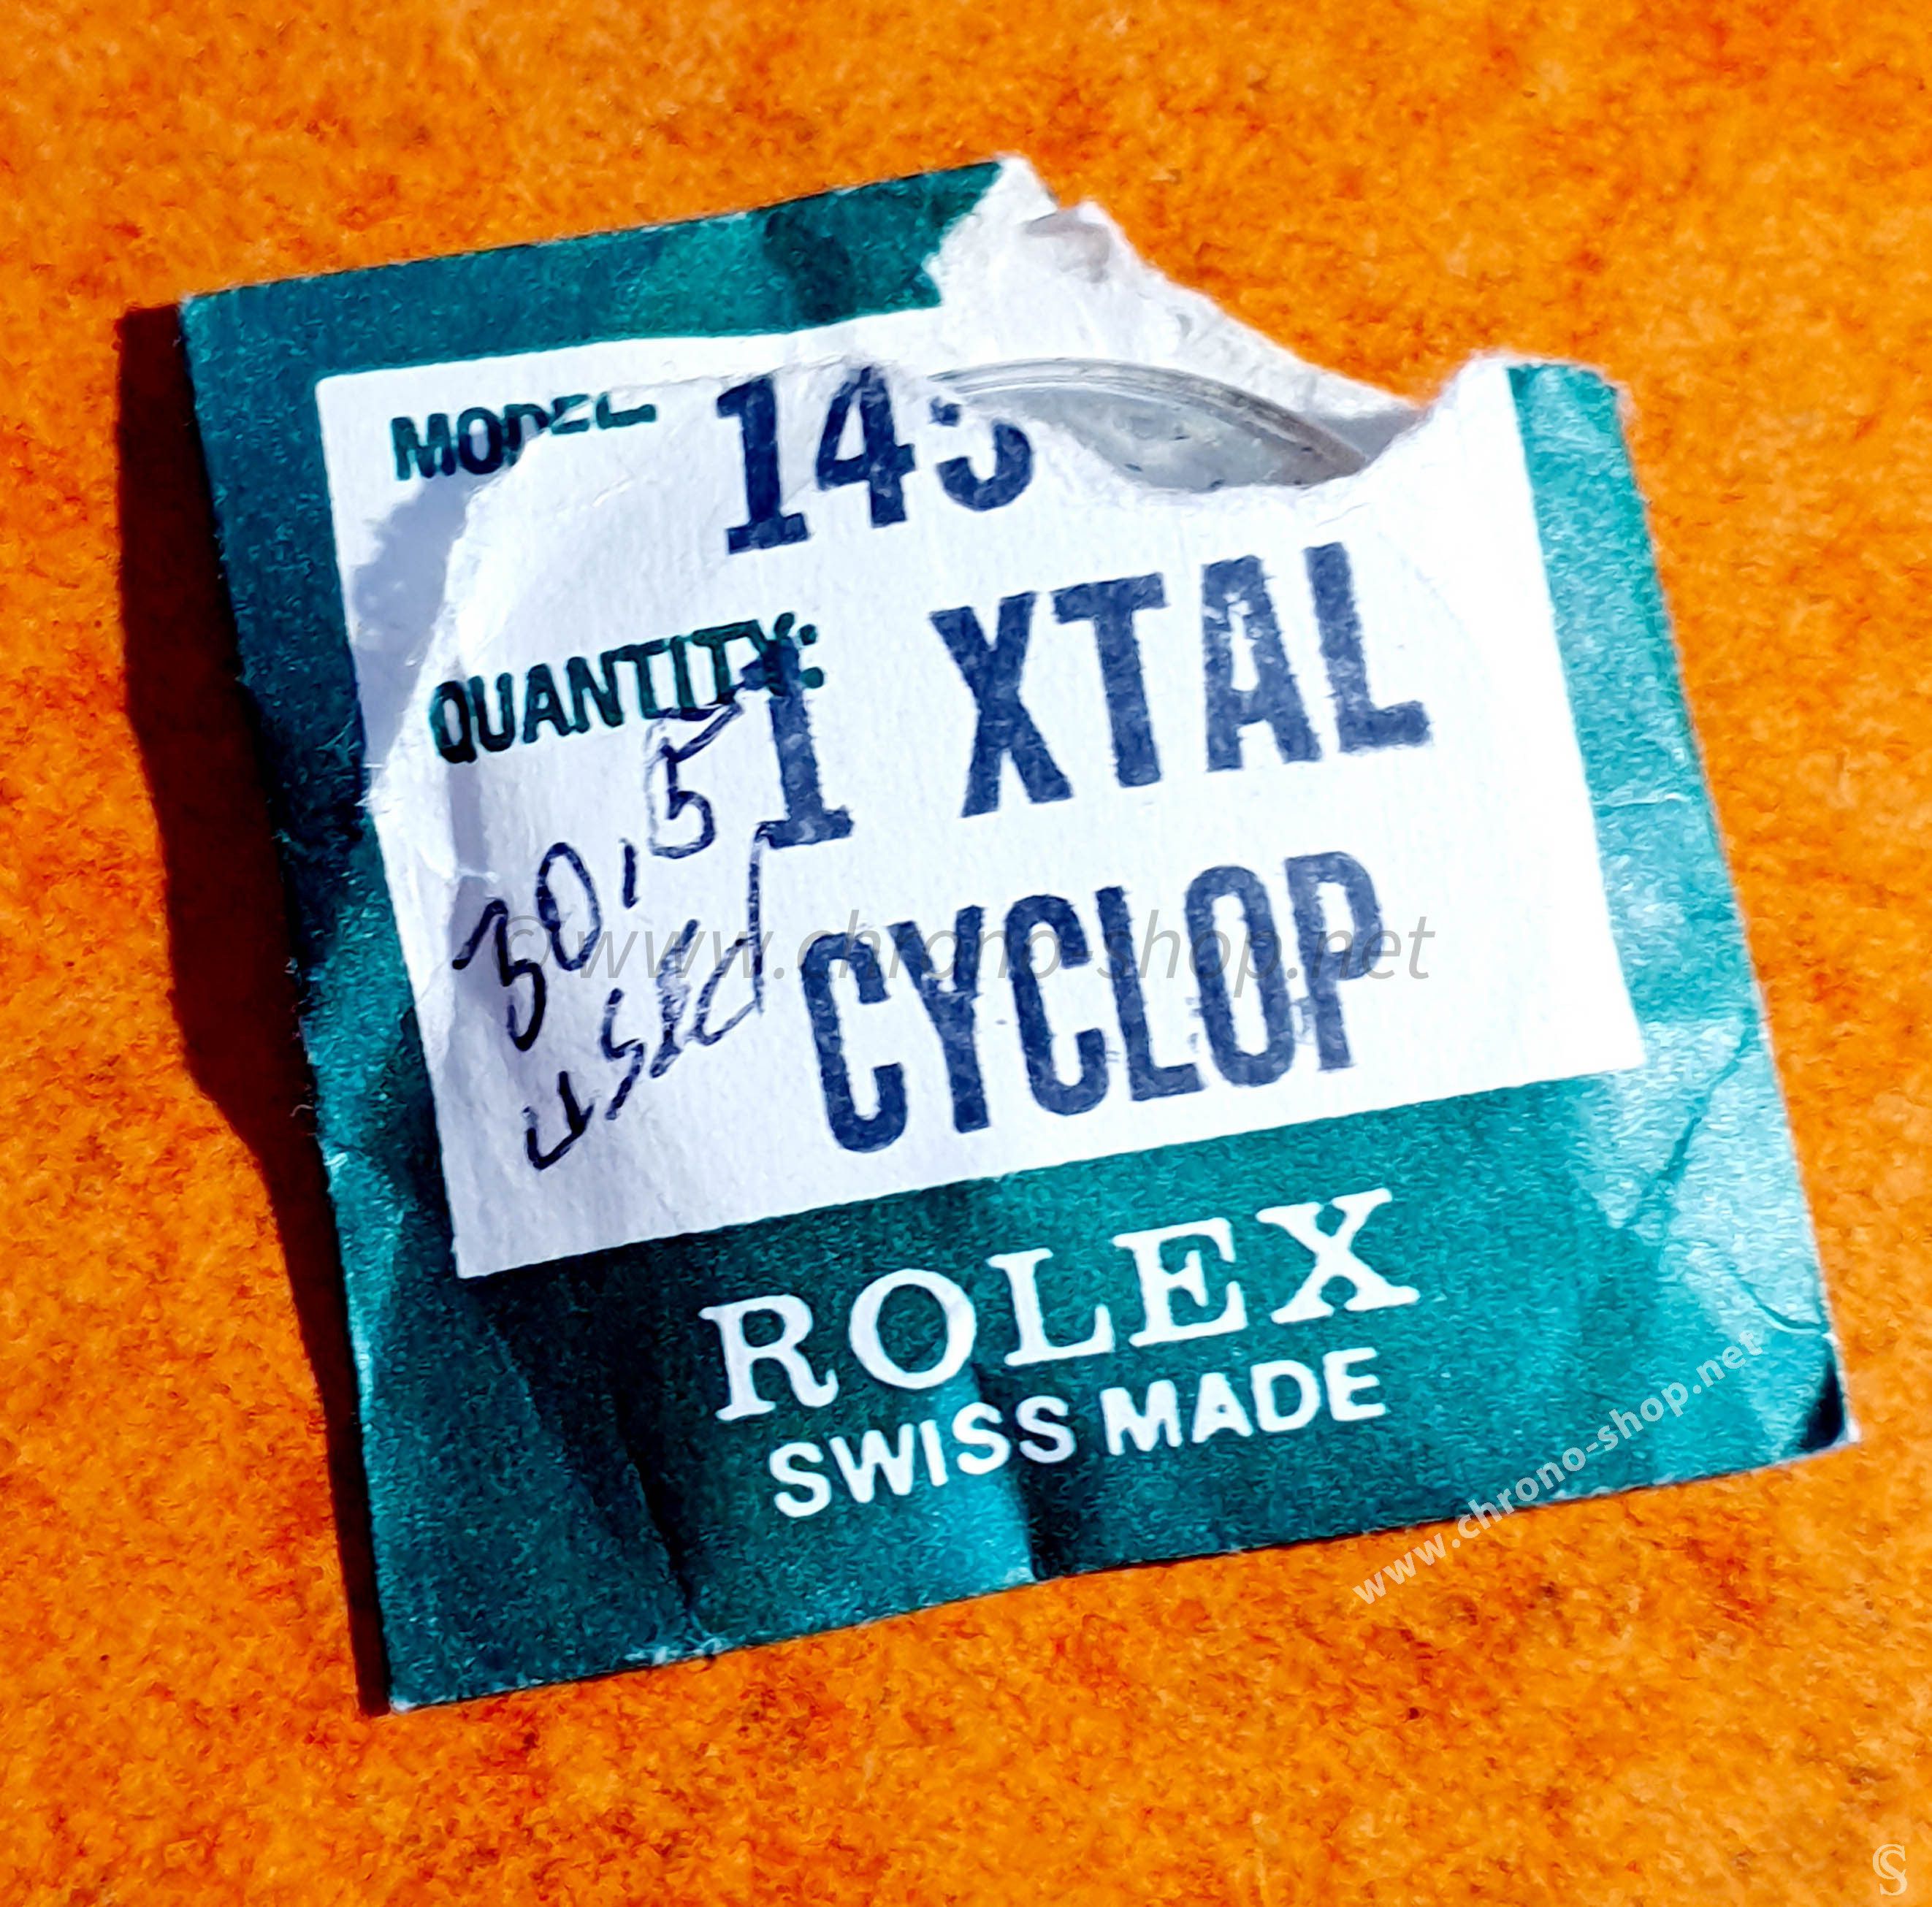 MODEL 145
QUANTITY: 1 XTAL
30,5
used
CYCLOP
ROLEX
SWISS MADE
©www.chrono-shop.net
www.chrono-shop.net